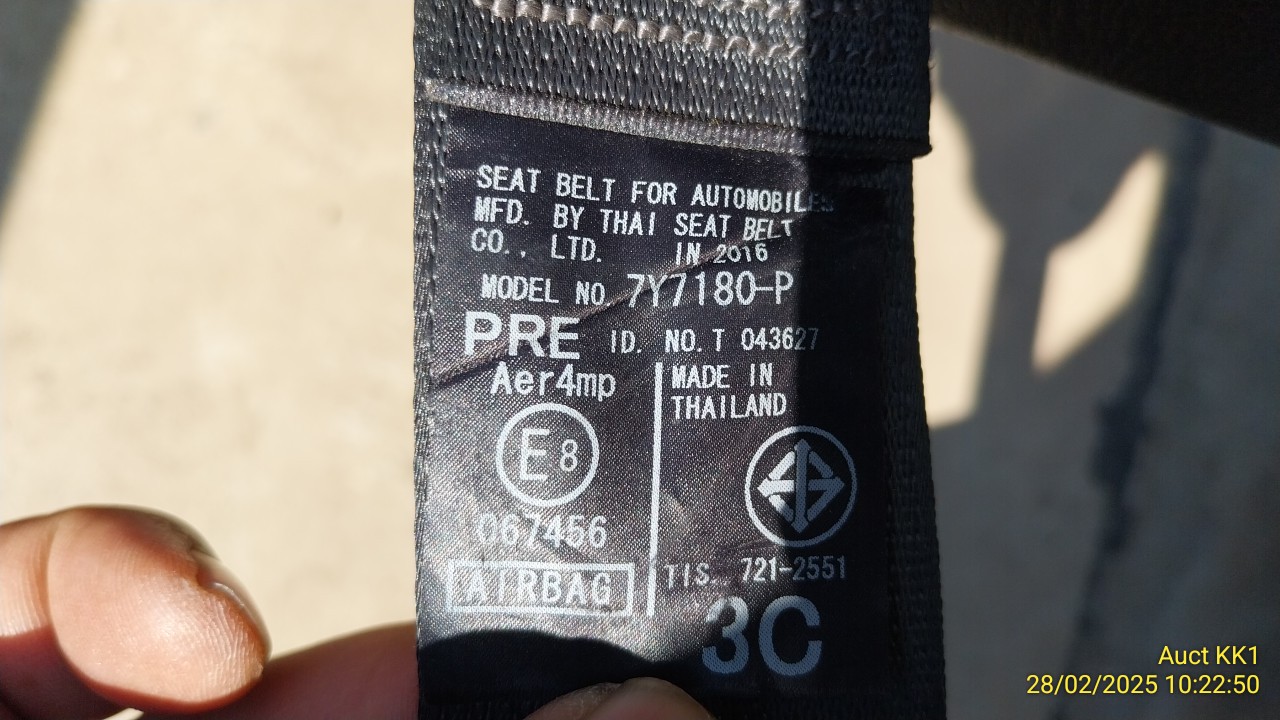 SEAT BELT FOR AUTOMOBILES
MFD. BY THAI SEAT BELT
CO., LTD. IN 2016
MODEL NO. 7Y7180-P
PRE ID. NO. T 043627
Aer4mp
E8
067456
AIRBAG
MADE IN
THAILAND
TIS. 721-2551
3C
Auct KK1
28/02/2025 10:22:50